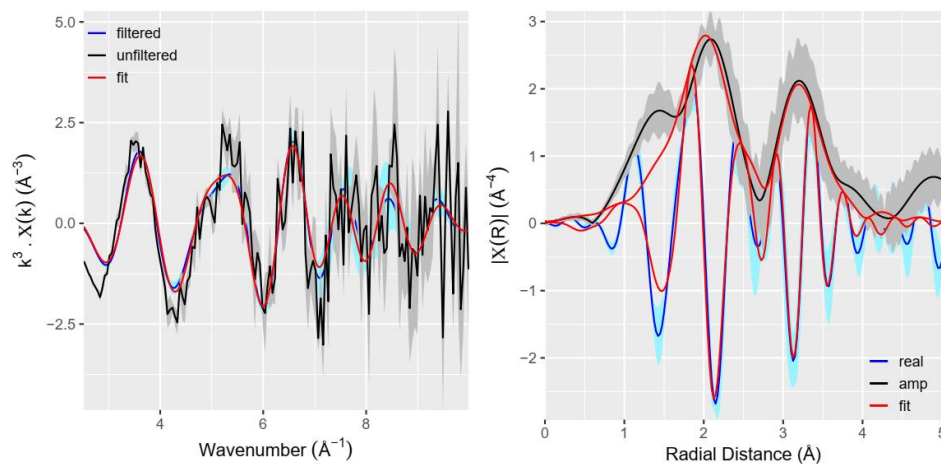 filtered
unfiltered
fit
5.0
2.5
0.0
−2.5
k³ . X(k) (Å⁻³)
4
6
8
Wavenumber (Å⁻¹)
3
2
1
0
−1
−2
|X(R)| (Å⁻⁴)
real
amp
fit
0
1
2
3
4
5
Radial Distance (Å)